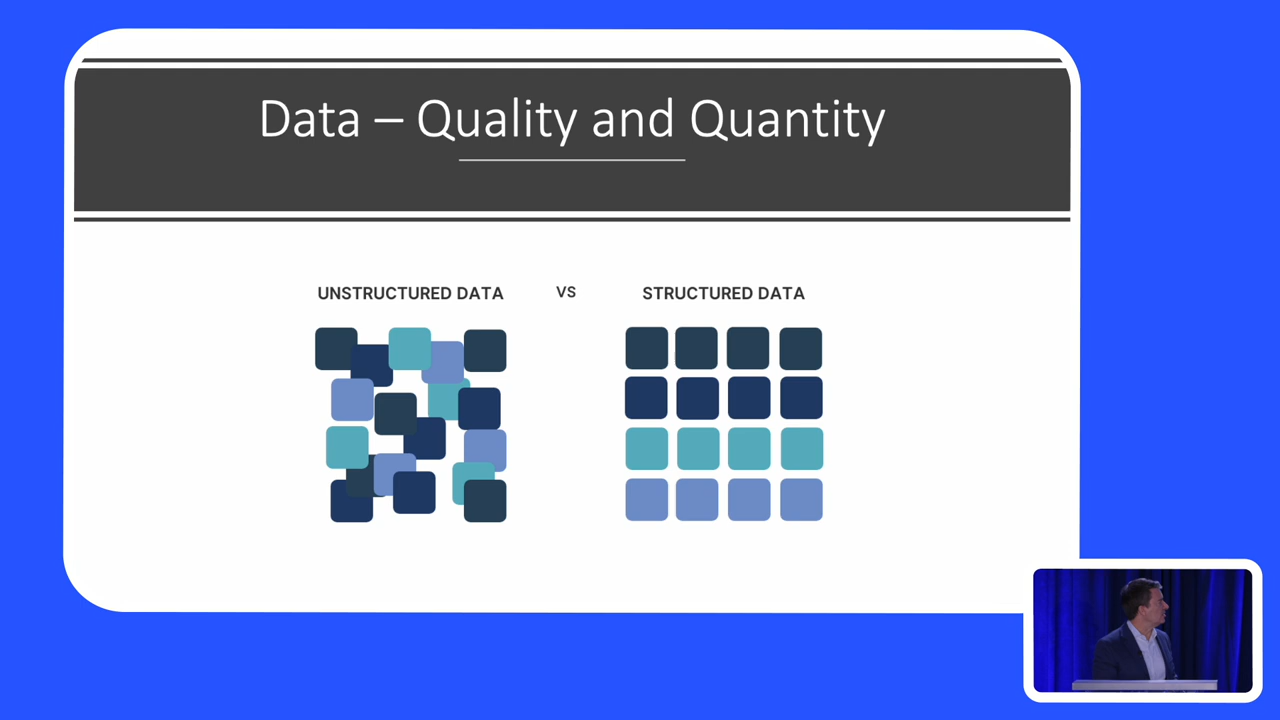 Data – Quality and Quantity
UNSTRUCTURED DATA VS STRUCTURED DATA